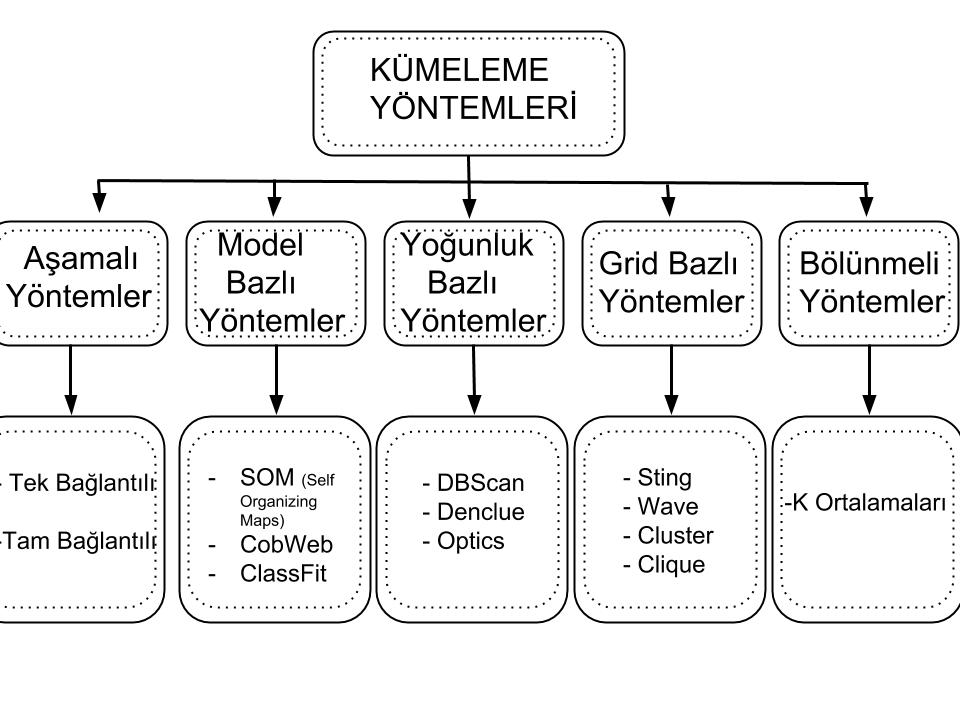 KÜMELEME
YÖNTEMLERİ
Aşamalı
Yöntemler
Model
Bazlı
Yöntemler
Yoğunluk
Bazlı
Yöntemler
Grid Bazlı
Yöntemler
Bölünmeli
Yöntemler
- Tek Bağlantılı
-Tam Bağlantılı
- SOM (Self
Organizing
Maps)
- CobWeb
- ClassFit
- DBScan
- Denclue
- Optics
- Sting
- Wave
- Cluster
- Clique
-K Ortalamaları